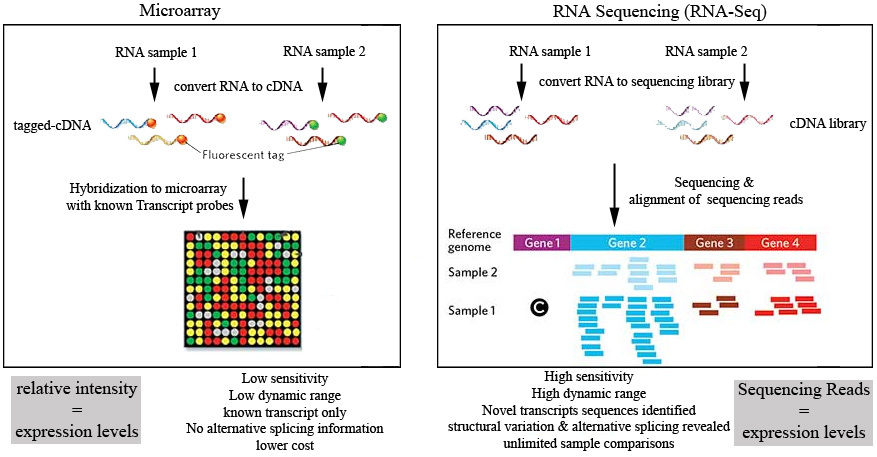 Microarray
RNA sample 1
RNA sample 2
convert RNA to cDNA
tagged-cDNA
Fluorescent tag
Hybridization to microarray
with known Transcript probes
relative intensity
=
expression levels
Low sensitivity
Low dynamic range
known transcript only
No alternative splicing information
lower cost
RNA Sequencing (RNA-Seq)
RNA sample 1
RNA sample 2
convert RNA to sequencing library
cDNA library
Sequencing &
alignment of sequencing reads
Reference
genome
Gene 1
Gene 2
Gene 3
Gene 4
Sample 2
Sample 1
C
High sensitivity
High dynamic range
Novel transcripts sequences identified
structural variation & alternative splicing revealed
unlimited sample comparisons
Sequencing Reads
=
expression levels